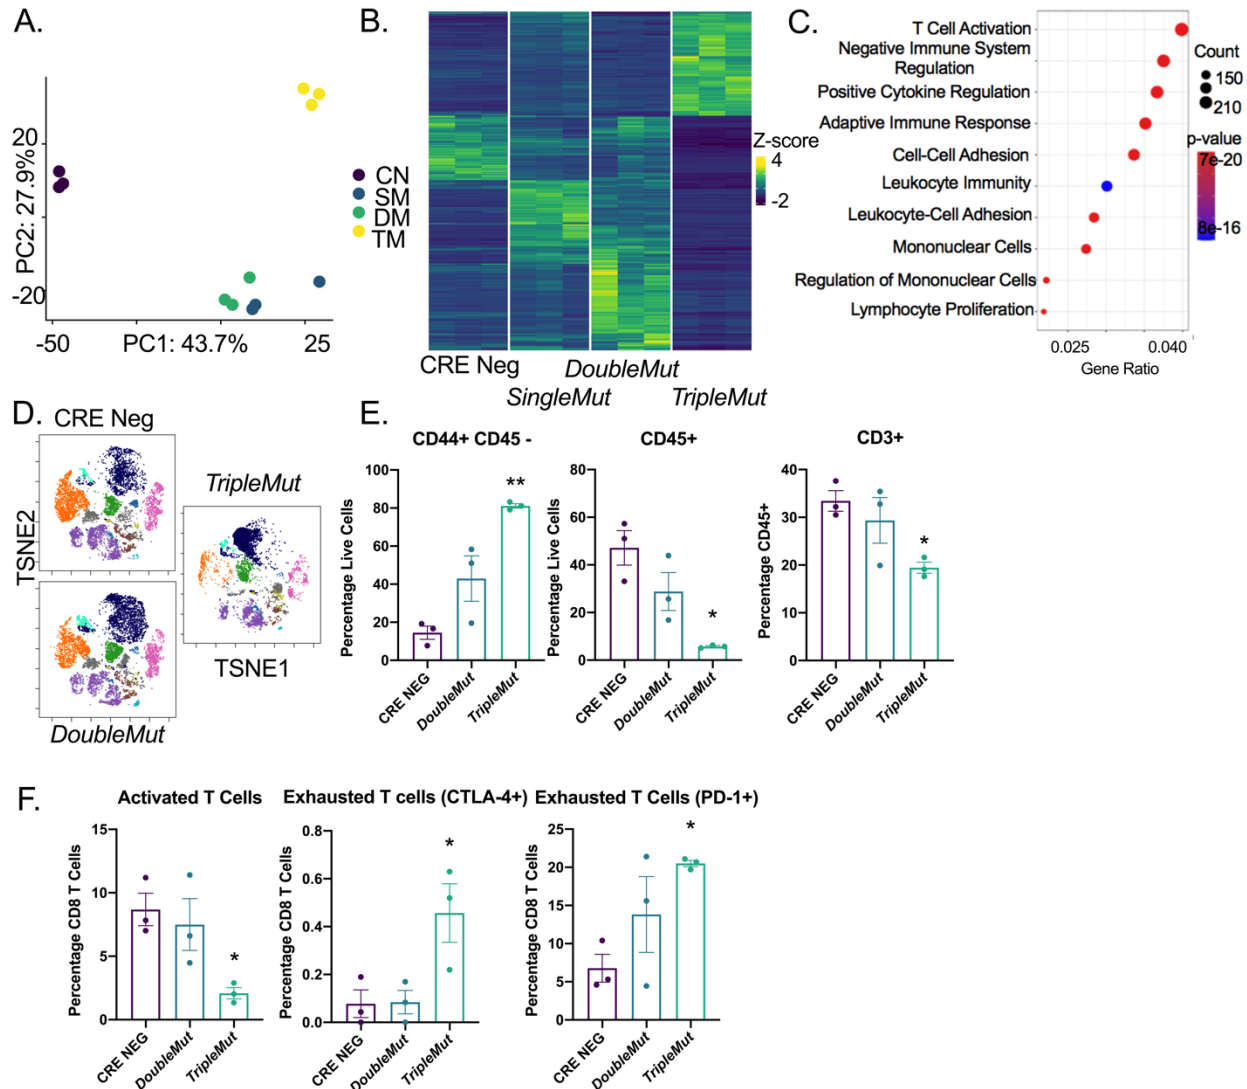 A.
PC2: 27.9%
20
-20
-50
PC1: 43.7%
25
CN
SM
DM
TM
B.
Z-score
4
-2
CRE Neg
DoubleMut
SingleMut
TripleMut
C.
T Cell Activation
Negative Immune System
Regulation
Positive Cytokine Regulation
Adaptive Immune Response
Cell-Cell Adhesion
Leukocyte Immunity
Leukocyte-Cell Adhesion
Mononuclear Cells
Regulation of Mononuclear Cells
Lymphocyte Proliferation
0.025
0.040
Gene Ratio
Count
150
210
p-value
7e-20
8e-16
D.
CRE Neg
TripleMut
TSNE2
TSNE1
DoubleMut
E.
CD44+ CD45 -
Percentage Live Cells
100
80
60
40
20
0
**
CRE NEG
DoubleMut
TripleMut
CD45+
Percentage Live Cells
80
60
40
20
0
*
CRE NEG
DoubleMut
TripleMut
CD3+
Percentage CD45+
40
30
20
10
0
*
CRE NEG
DoubleMut
TripleMut
F.
Activated T Cells
Percentage CD8 T Cells
15
10
5
0
*
CRE NEG
DoubleMut
TripleMut
Exhausted T cells (CTLA-4+)
Percentage CD8 T Cells
0.8
0.6
0.4
0.2
0.0
*
CRE NEG
DoubleMut
TripleMut
Exhausted T Cells (PD-1+)
Percentage CD8 T Cells
25
20
15
10
5
0
*
CRE NEG
DoubleMut
TripleMut